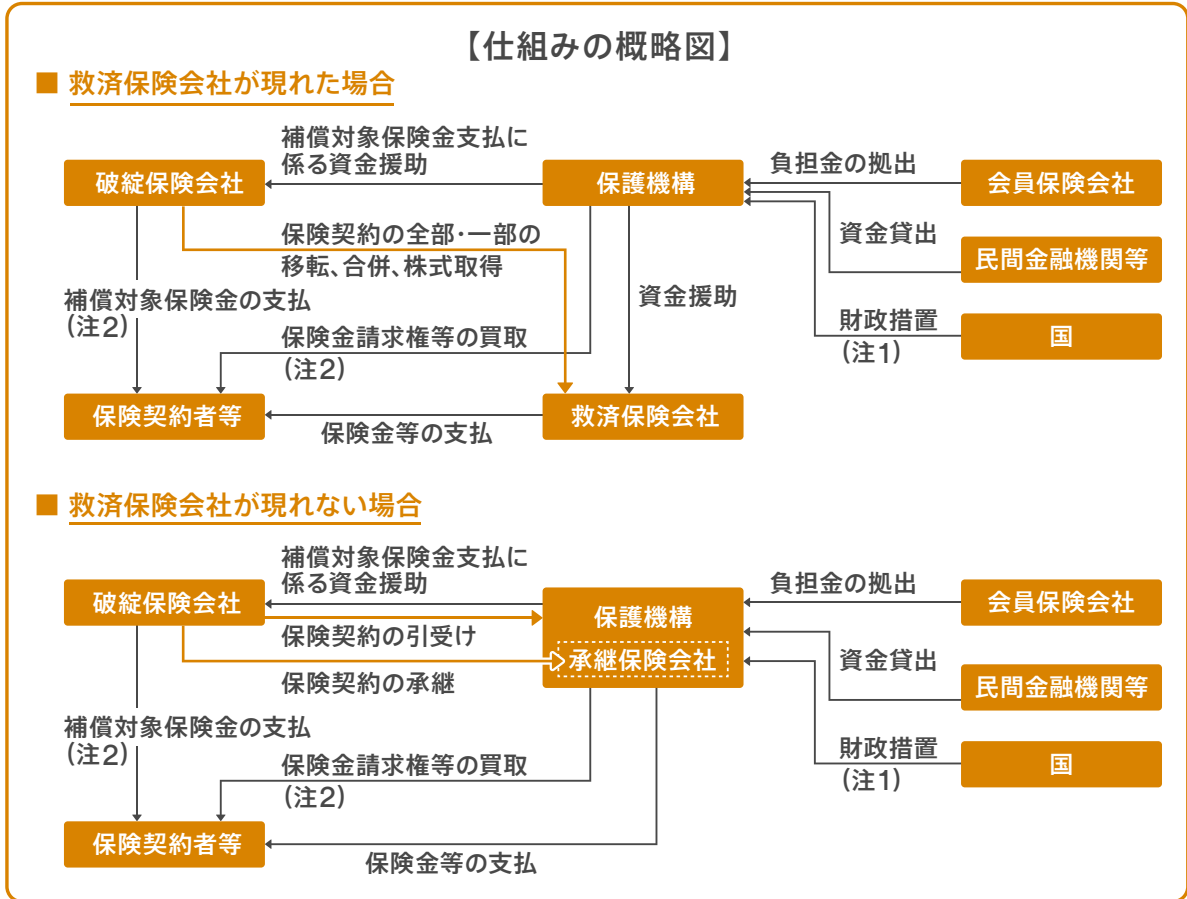 【仕組みの概略図】
■ 救済保険会社が現れた場合
補償対象保険金支払に
係る資金援助
破綻保険会社
保護機構
負担金の拠出
会員保険会社
保険契約の全部・一部の
移転、合併、株式取得
資金貸出
民間金融機関等
補償対象保険金の支払
(注2)
資金援助
財政措置
(注1)
国
保険金請求権等の買取
(注2)
保険契約者等
保険金等の支払
救済保険会社
■ 救済保険会社が現れない場合
補償対象保険金支払に
係る資金援助
破綻保険会社
保護機構
負担金の拠出
会員保険会社
保険契約の引受け
承継保険会社
保険契約の承継
資金貸出
民間金融機関等
補償対象保険金の支払
(注2)
財政措置
(注1)
国
保険金請求権等の買取
(注2)
保険契約者等
保険金等の支払